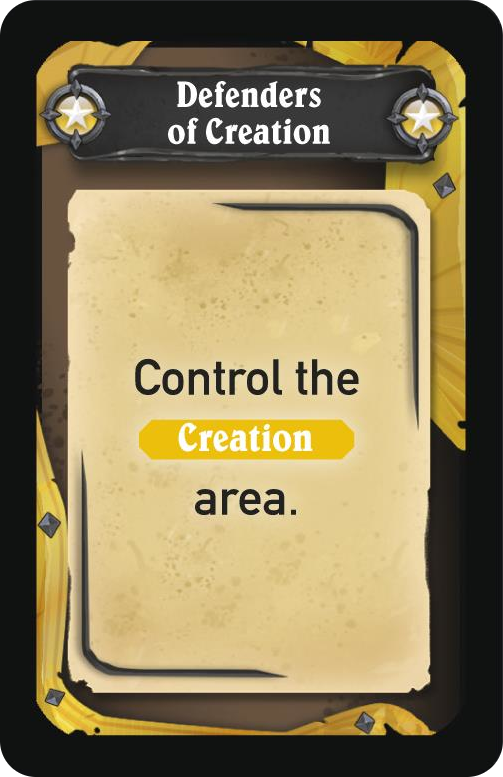 Defenders
of Creation
Control the
Creation
area.